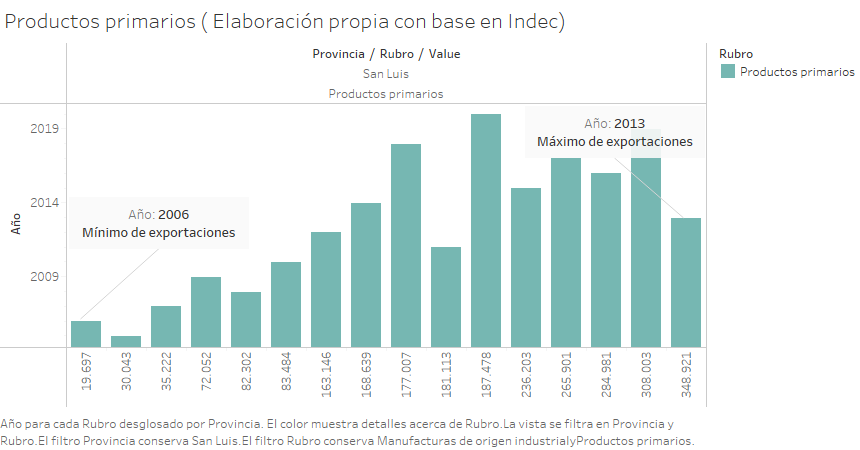 Productos primarios ( Elaboración propia con base en Indec)
Provincia / Rubro / Value
San Luis
Productos primarios
Rubro
Productos primarios
Año
2019
2014
2009
Año: 2006
Mínimo de exportaciones
Año: 2013
Máximo de exportaciones
19.697
30.043
35.222
72.052
82.302
83.484
163.146
168.639
177.007
181.113
187.478
236.203
265.901
284.981
308.003
348.921
Año para cada Rubro desglosado por Provincia. El color muestra detalles acerca de Rubro.La vista se filtra en Provincia y
Rubro.El filtro Provincia conserva San Luis.El filtro Rubro conserva Manufacturas de origen industrialyProductos primarios.